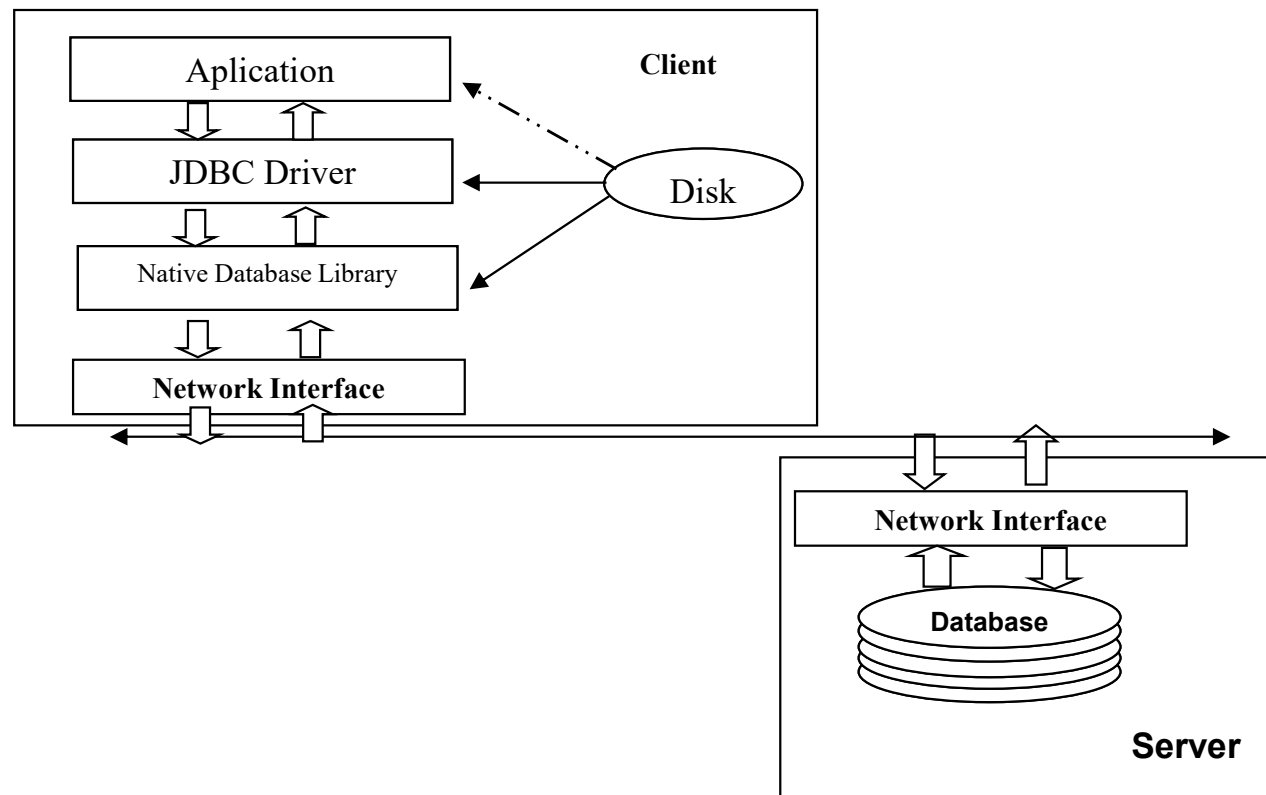 Aplication
Client
JDBC Driver
Disk
Native Database Library
Network Interface
Network Interface
Database
Server